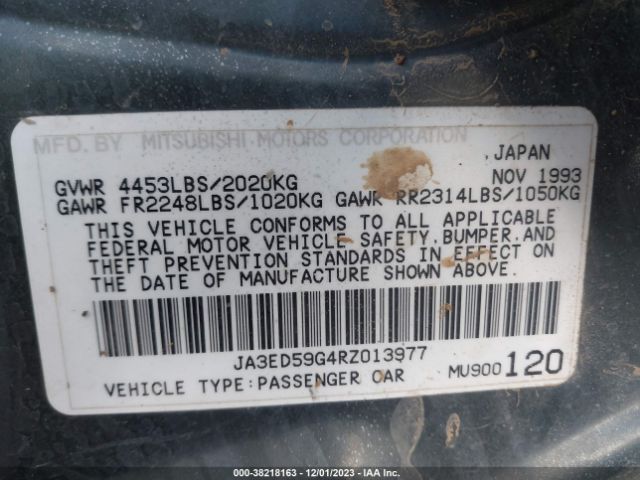 MFD. BY MITSUBISHI MOTORS CORPORATION
, JAPAN
GVWR 4453LBS/2020KG NOV 1993
GAWR FR2248LBS/1020KG GAWR RR2314LBS/1050KG
THIS VEHICLE CONFORMS TO ALL APPLICABLE
FEDERAL MOTOR VEHICLE SAFETY, BUMPER, AND
THEFT PREVENTION STANDARDS IN EFFECT ON
THE DATE OF MANUFACTURE SHOWN ABOVE.
JA3ED59G4RZ013977
VEHICLE TYPE:PASSENGER CAR MU900120
000-38218163 - 12/01/2023 - IAA Inc.